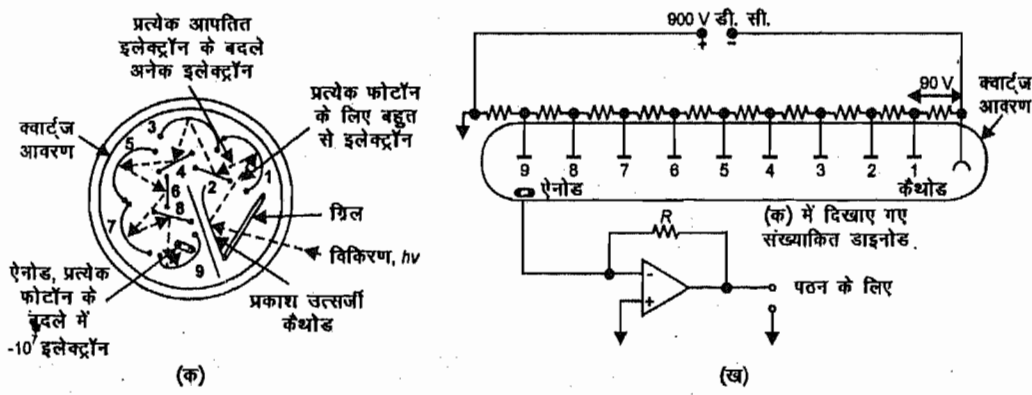 प्रत्येक आपतित
इलेक्ट्रॉन के बदले
अनेक इलेक्ट्रॉन
प्रत्येक फोटॉन
के लिए बहुत
से इलेक्ट्रॉन
क्वार्ट्ज
आवरण
3
5
4
2
1
6
8
7
9
ग्रिल
विकिरण, hv
प्रकाश उत्सर्जी
कैथोड
ऐनोड, प्रत्येक
फोटॉन के
बदले में
-10⁷ इलेक्ट्रॉन
(क)
900 V डी. सी.
+ −
90 V
क्वार्ट्ज
आवरण
9 8 7 6 5 4 3 2 1
ऐनोड
कैथोड
(क) में दिखाए गए
संख्याकित डाइनोड
R
-
+
पठन के लिए
(ख)